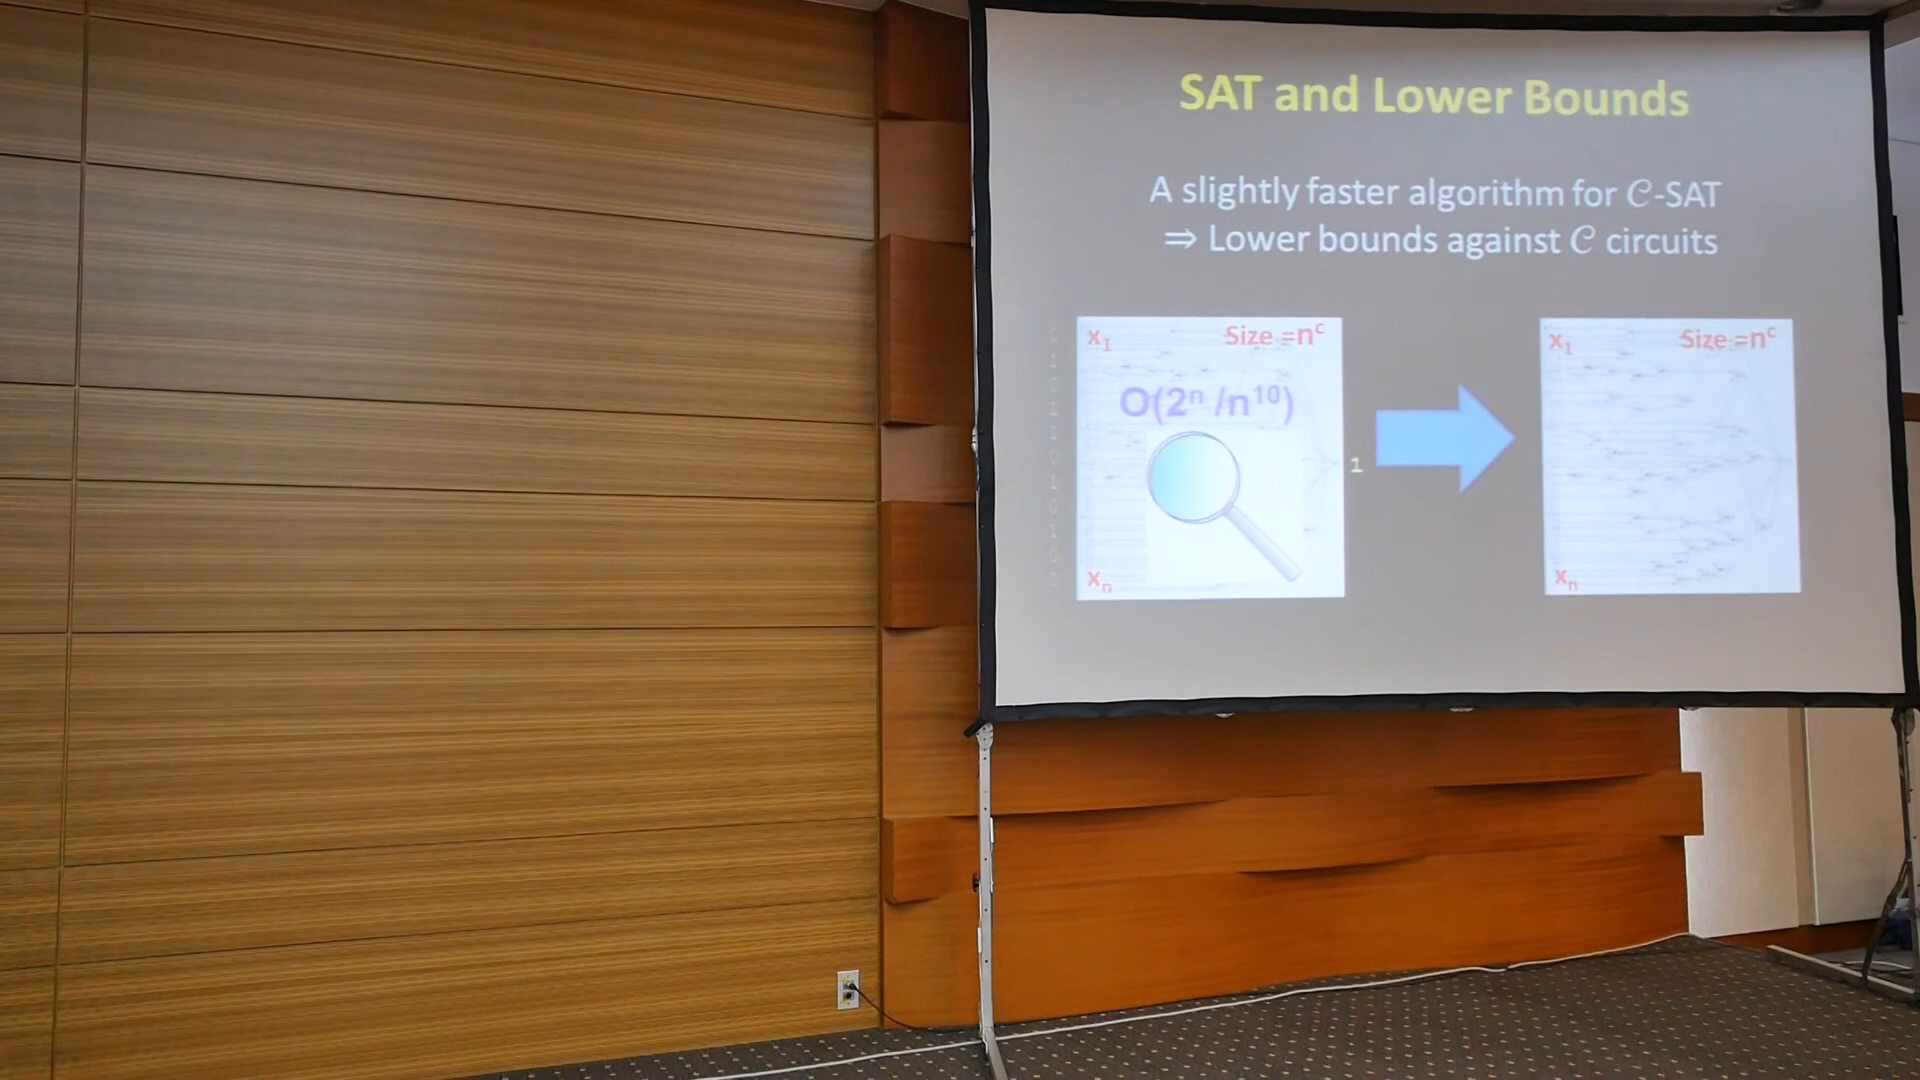 SAT and Lower Bounds
A slightly faster algorithm for 𝒞-SAT
⇒ Lower bounds against 𝒞 circuits
x₁ Size =nᶜ
O(2ⁿ /n¹⁰)
1
xₙ
x₁ Size =nᶜ
xₙ